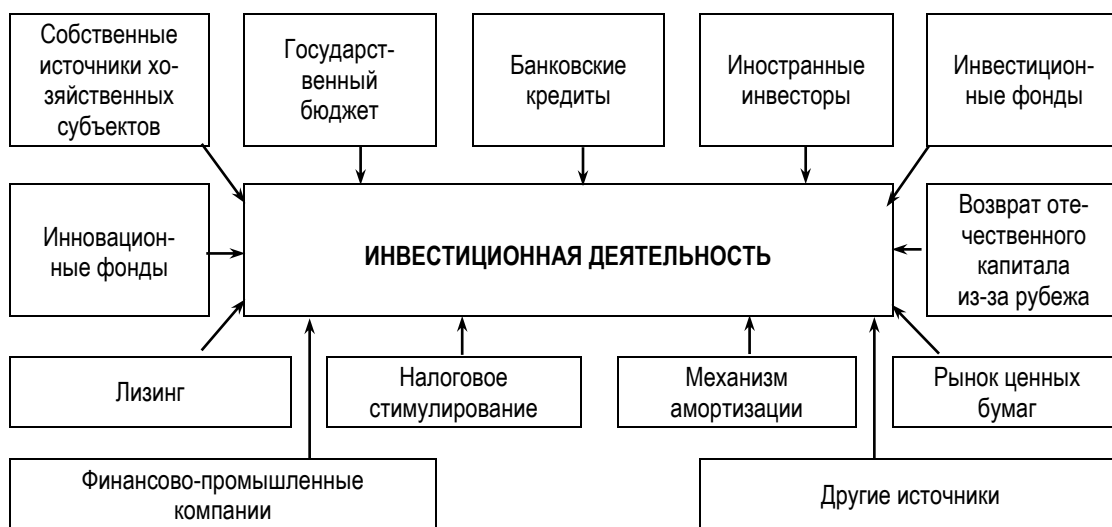 Собственные
источники хо-
зяйственных
субъектов
Государст-
венный
бюджет
Банковские
кредиты
Иностранные
инвесторы
Инвестицион-
ные фонды
Инновацион-
ные фонды
ИНВЕСТИЦИОННАЯ ДЕЯТЕЛЬНОСТЬ
Возврат оте-
чественного
капитала
из-за рубежа
Лизинг
Налоговое
стимулирование
Механизм
амортизации
Рынок ценных
бумаг
Финансово-промышленные
компании
Другие источники